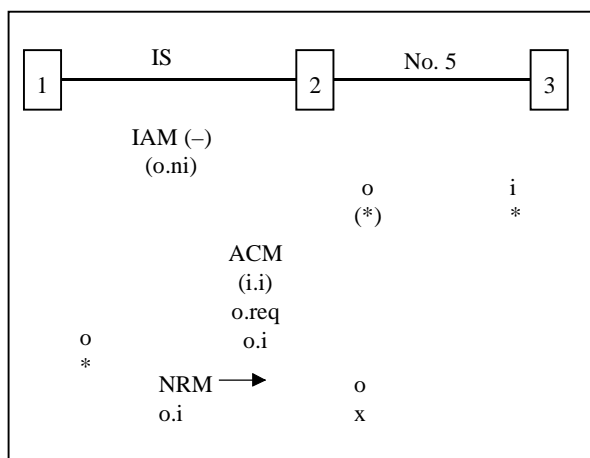 IS No. 5
1 2 3
IAM (–)
(o.ni)
o i
(*) *
ACM
(i.i)
o.req
o.i
o
*
NRM
o.i
o
x